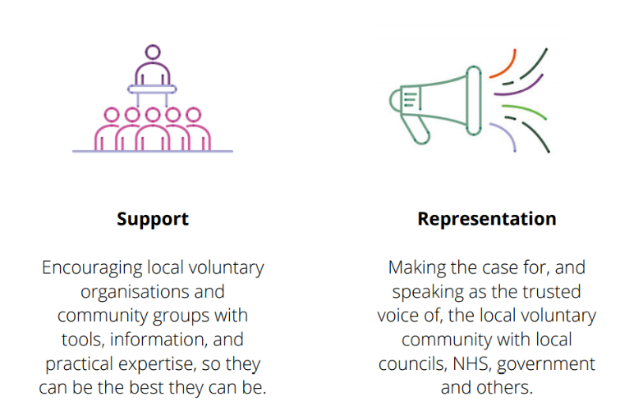 Support
Encouraging local voluntary
organisations and
community groups with
tools, information, and
practical expertise, so they
can be the best they can be.
Representation
Making the case for, and
speaking as the trusted
voice of, the local voluntary
community with local
councils, NHS, government
and others.